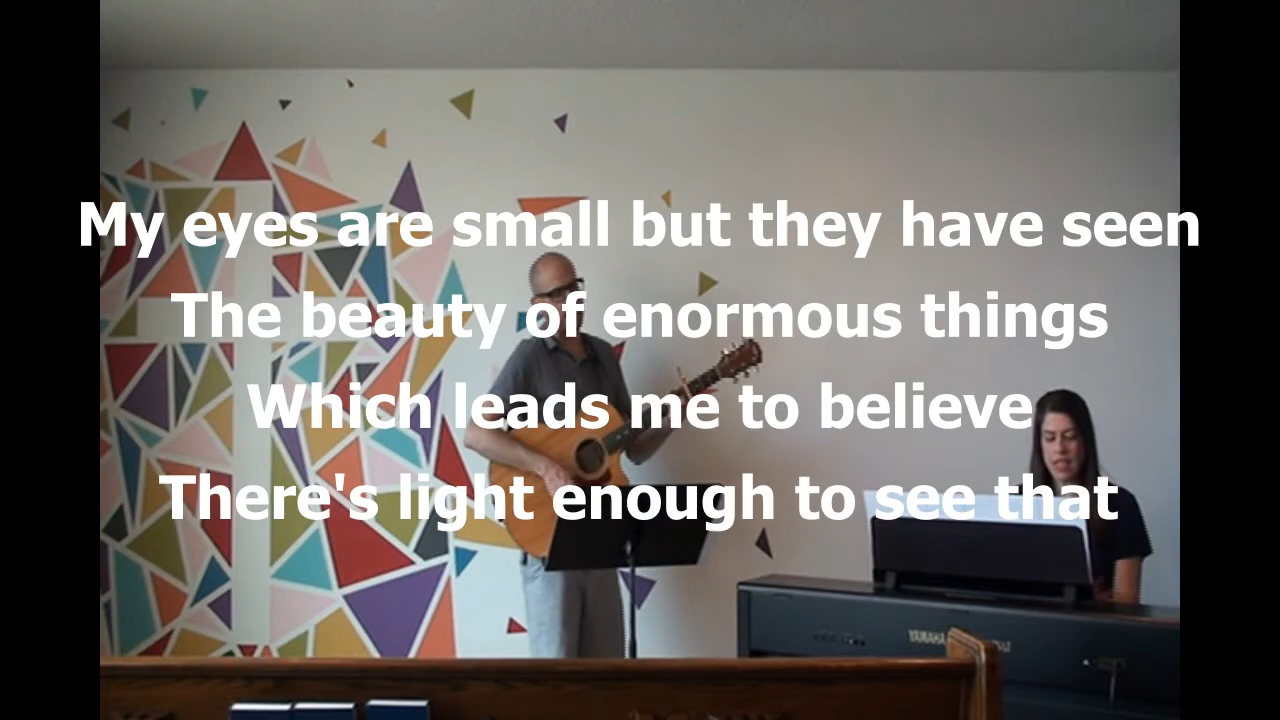 My eyes are small but they have seen
The beauty of enormous things
Which leads me to believe
There's light enough to see that
YAMAHA